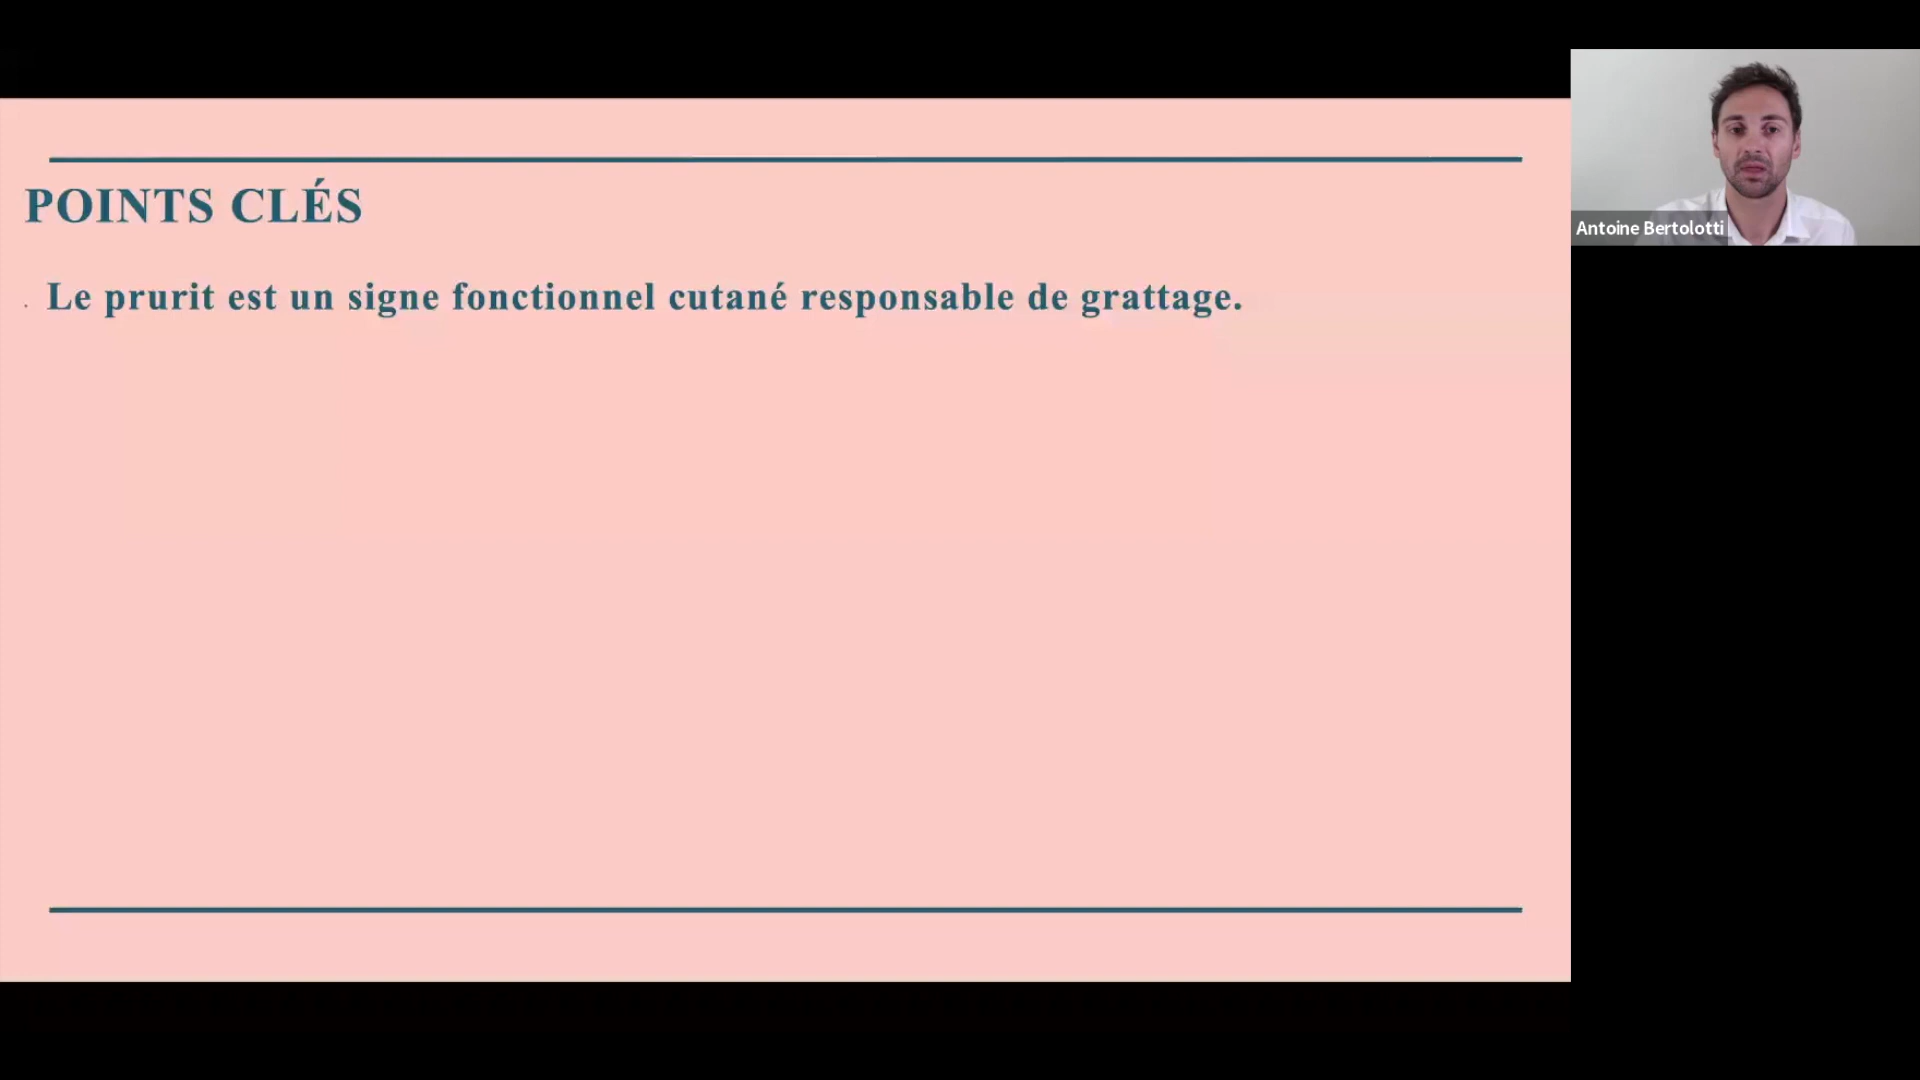 POINTS CLÉS
Le prurit est un signe fonctionnel cutané responsable de grattage.
Antoine Bertolotti